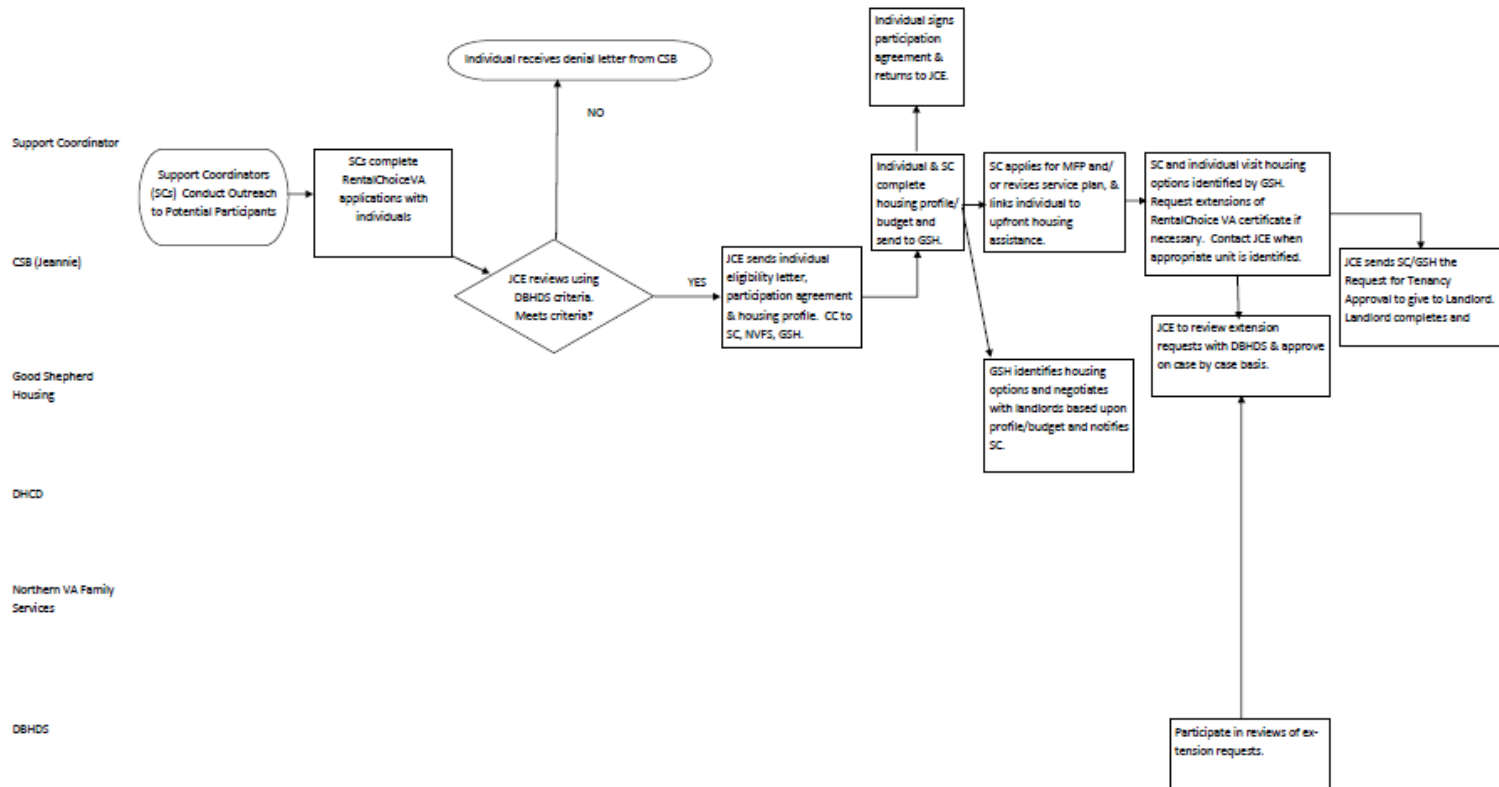 Individual signs
participation
agreement &
returns to JCE.
Individual receives denial letter from CSB
NO
Support Coordinator
Support Coordinators
(SCs) Conduct Outreach
to Potential Participants
SCs complete
RentalChoiceVA
applications with
individuals
Individual & SC
complete
housing profile/
budget and
send to GSH.
SC applies for MFP and/
or revises service plan, &
links individual to
upfront housing
assistance.
SC and individual visit housing
options identified by GSH.
Request extensions of
RentalChoice VA certificate if
necessary. Contact JCE when
appropriate unit is identified.
CSB (Jeannie)
JCE reviews using
DBHDS criteria.
Meets criteria?
YES
JCE sends individual
eligibility letter,
participation agreement
& housing profile. CC to
SC, NVFS, GSH.
JCE sends SC/GSH the
Request for Tenancy
Approval to give to Landlord.
Landlord completes and
JCE to review extension
requests with DBHDS & approve
on case by case basis.
Good Shepherd
Housing
GSH identifies housing
options and negotiates
with landlords based upon
profile/budget and notifies
SC.
DHCD
Northern VA Family
Services
DBHDS
Participate in reviews of ex-
tension requests.